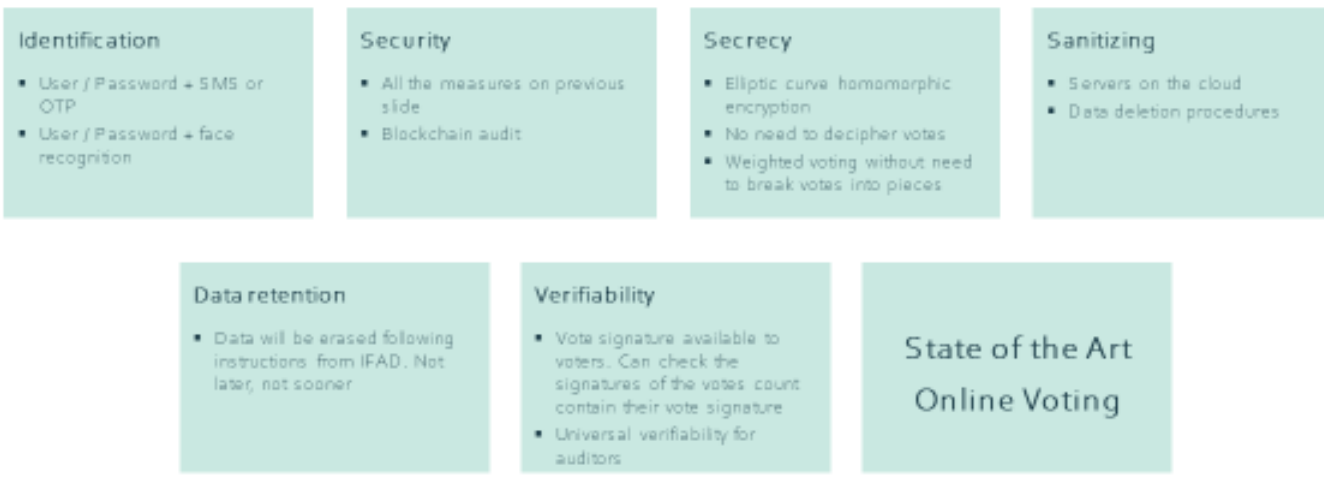 Identification
▪ User / Password + SMS or
OTP
▪ User / Password + face
recognition
Security
▪ All the measures on previous
slide
▪ Blockchain audit
Secrecy
▪ Elliptic curve homomorphic
encryption
▪ No need to decipher votes
▪ Weighted voting without need
to break votes into pieces
Sanitizing
▪ Servers on the cloud
▪ Data deletion procedures
Data retention
▪ Data will be erased following
instructions from IFAD. Not
later, not sooner
Verifiability
▪ Vote signature available to
voters. Can check the
signatures of the votes count
contain their vote signature
▪ Universal verifiability for
auditors
State of the Art
Online Voting